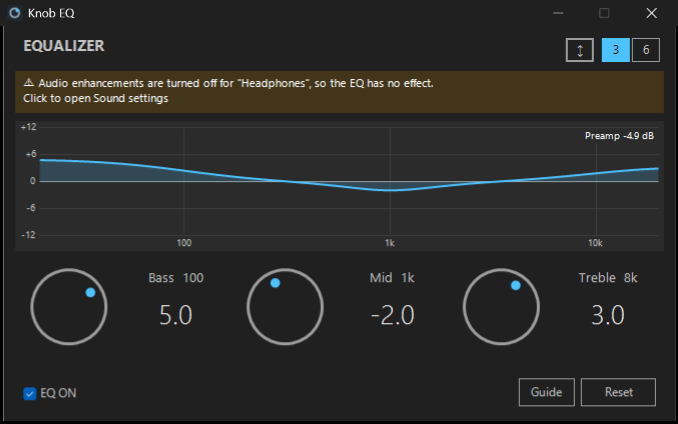 Knob EQ
EQUALIZER
3 6
⚠ Audio enhancements are turned off for "Headphones", so the EQ has no effect.
Click to open Sound settings
Preamp -4.9 dB
+12
+6
0
-6
-12
100 1k 10k
Bass 100
5.0
Mid 1k
-2.0
Treble 8k
3.0
EQ ON
Guide
Reset